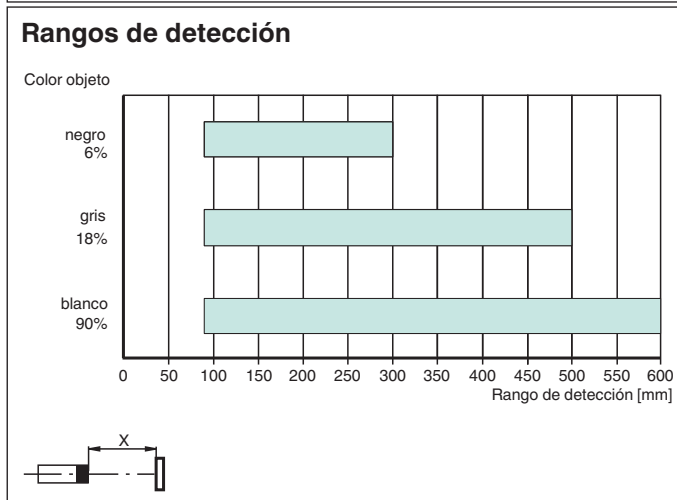 Rangos de detección
Color objeto
negro
6%
gris
18%
blanco
90%
0 50 100 150 200 250 300 350 400 450 500 550 600
Rango de detección [mm]
X